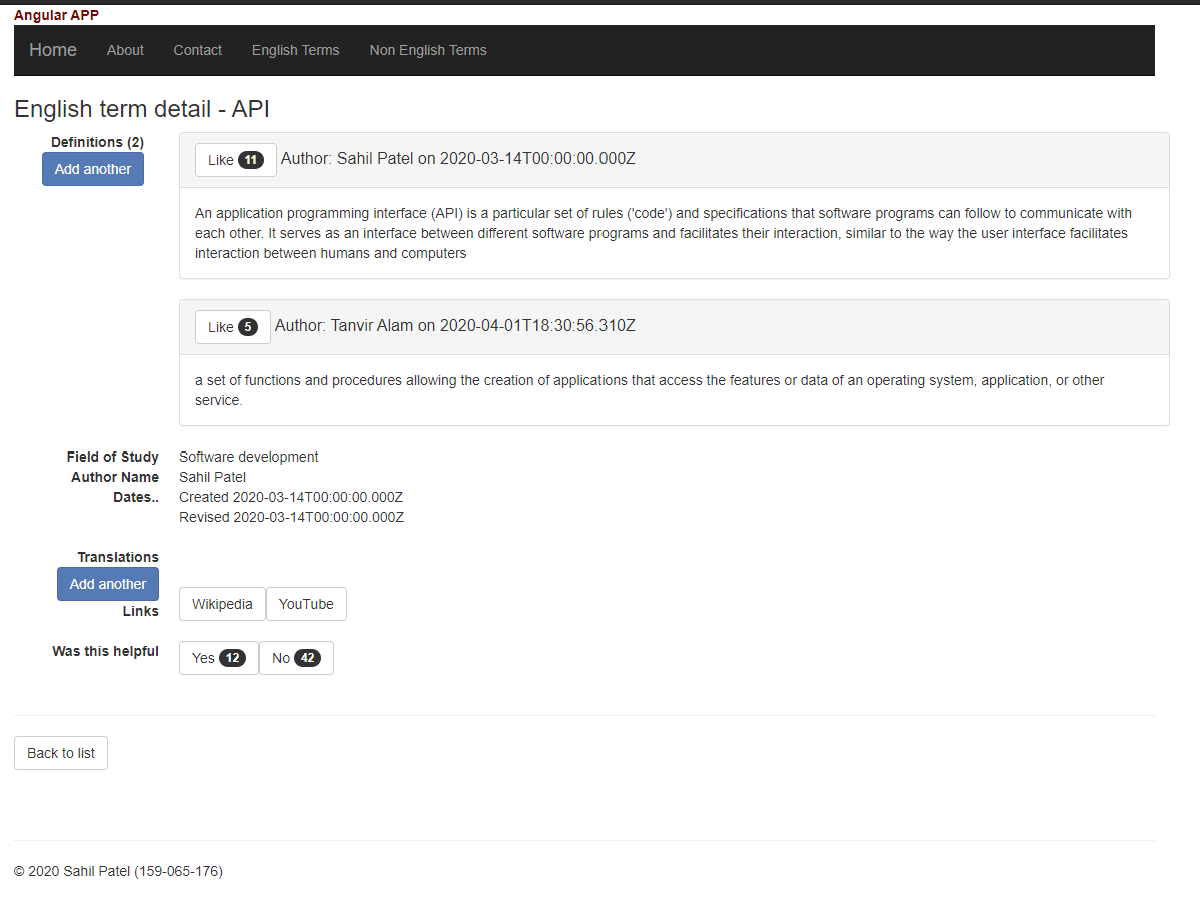 Angular APP
Home About Contact English Terms Non English Terms
English term detail - API
Definitions (2)
Add another
Like 11 Author: Sahil Patel on 2020-03-14T00:00:00.000Z
An application programming interface (API) is a particular set of rules ('code') and specifications that software programs can follow to communicate with
each other. It serves as an interface between different software programs and facilitates their interaction, similar to the way the user interface facilitates
interaction between humans and computers
Like 5 Author: Tanvir Alam on 2020-04-01T18:30:56.310Z
a set of functions and procedures allowing the creation of applications that access the features or data of an operating system, application, or other
service.
Field of Study Software development
Author Name Sahil Patel
Dates.. Created 2020-03-14T00:00:00.000Z
Revised 2020-03-14T00:00:00.000Z
Translations
Add another
Links Wikipedia YouTube
Was this helpful Yes 12 No 42
Back to list
© 2020 Sahil Patel (159-065-176)